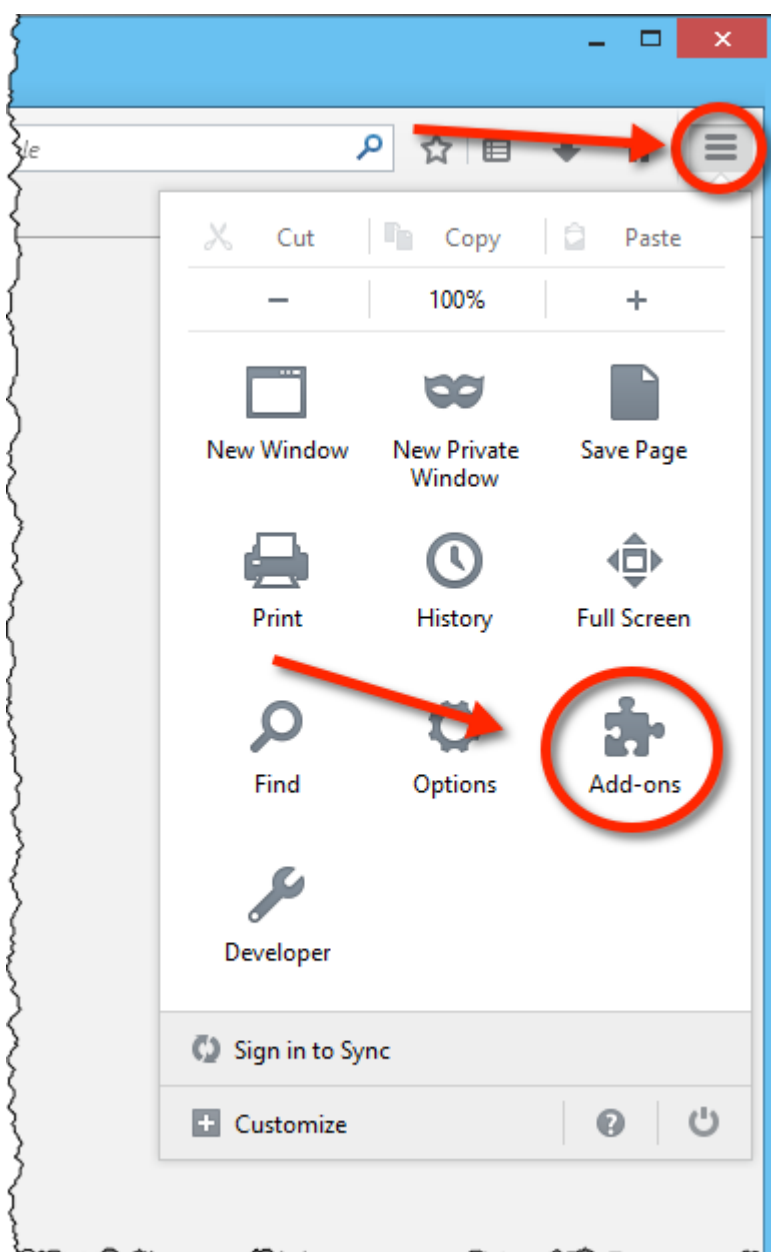 Cut Copy Paste
100%
New Window New Private Window Save Page
Print History Full Screen
Find Options Add-ons
Developer
Sign in to Sync
Customize